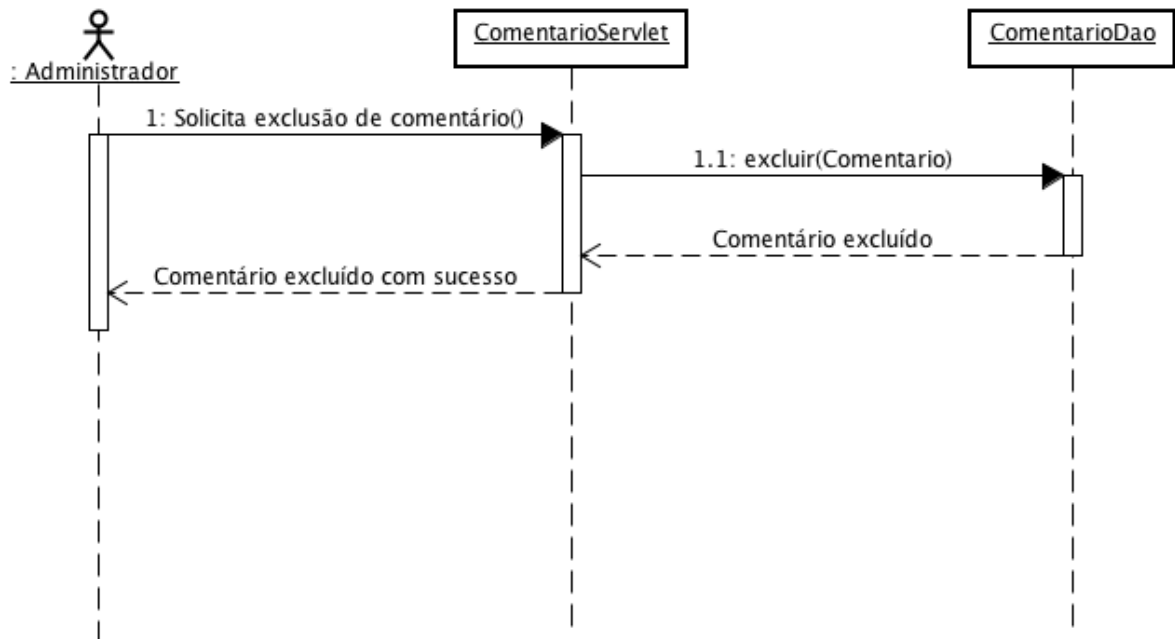 ComentarioServlet
ComentarioDao
: Administrador
1: Solicita exclusão de comentário()
1.1: excluir(Comentario)
Comentário excluído
Comentário excluído com sucesso